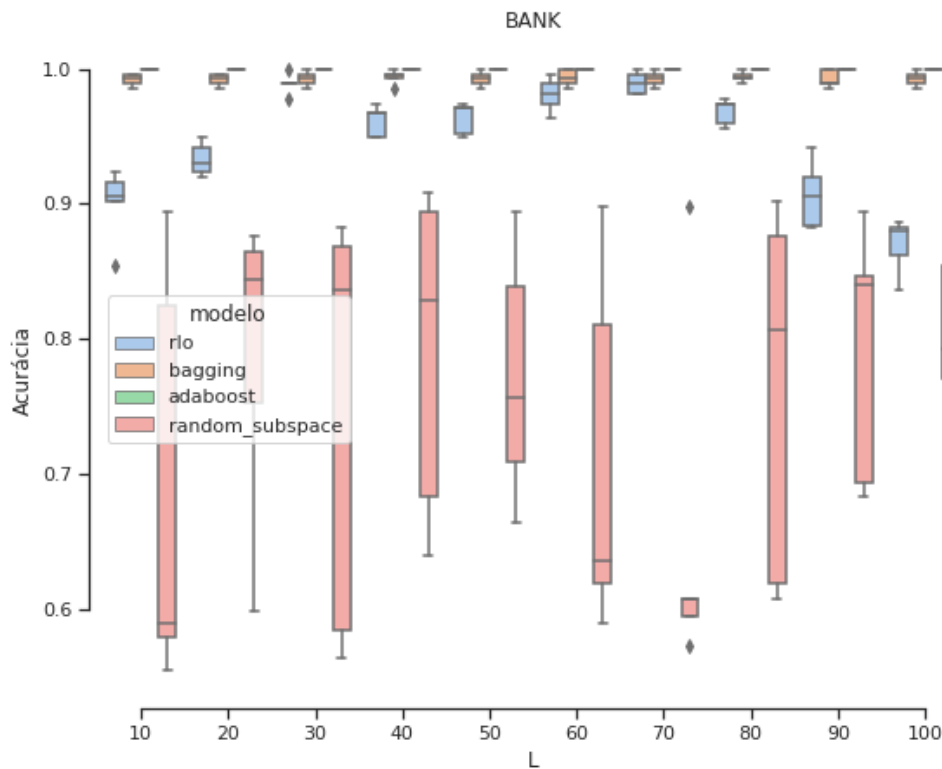 BANK
1.0
0.9
0.8
0.7
0.6
Acurácia
modelo
rlo
bagging
adaboost
random_subspace
10 20 30 40 50 60 70 80 90 100
L